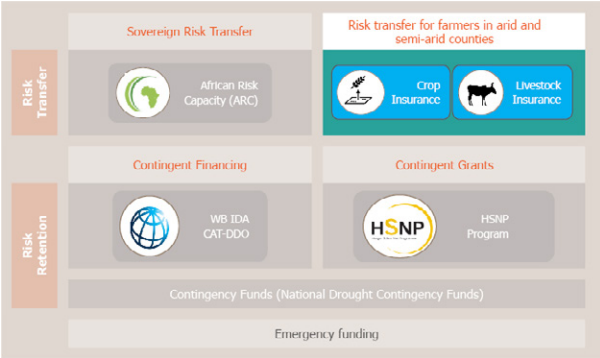 Sovereign Risk Transfer
Risk transfer for farmers in arid and
semi-arid counties
Risk
Transfer
African Risk
Capacity (ARC)
Crop
Insurance
Livestock
Insurance
Contingent Financing
Contingent Grants
Risk
Retention
WB IDA
CAT-DDO
HSNP
HSNP
Program
Contingency Funds (National Drought Contingency Funds)
Emergency funding